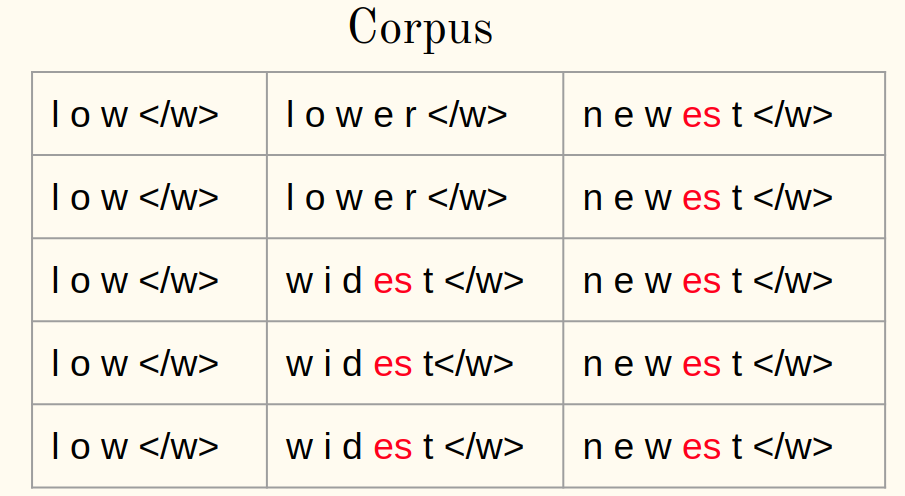 Corpus
l o w </w> l o w e r </w> n e w es t </w>
l o w </w> l o w e r </w> n e w es t </w>
l o w </w> w i d es t </w> n e w es t </w>
l o w </w> w i d es t</w> n e w es t </w>
l o w </w> w i d es t </w> n e w es t </w>